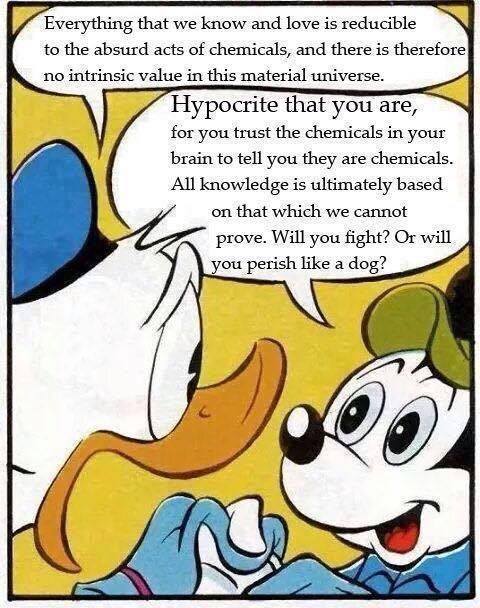 Everything that we know and love is reducible
to the absurd acts of chemicals, and there is therefore
no intrinsic value in this material universe.
Hypocrite that you are,
for you trust the chemicals in your
brain to tell you they are chemicals.
All knowledge is ultimately based
on that which we cannot
prove. Will you fight? Or will
you perish like a dog?